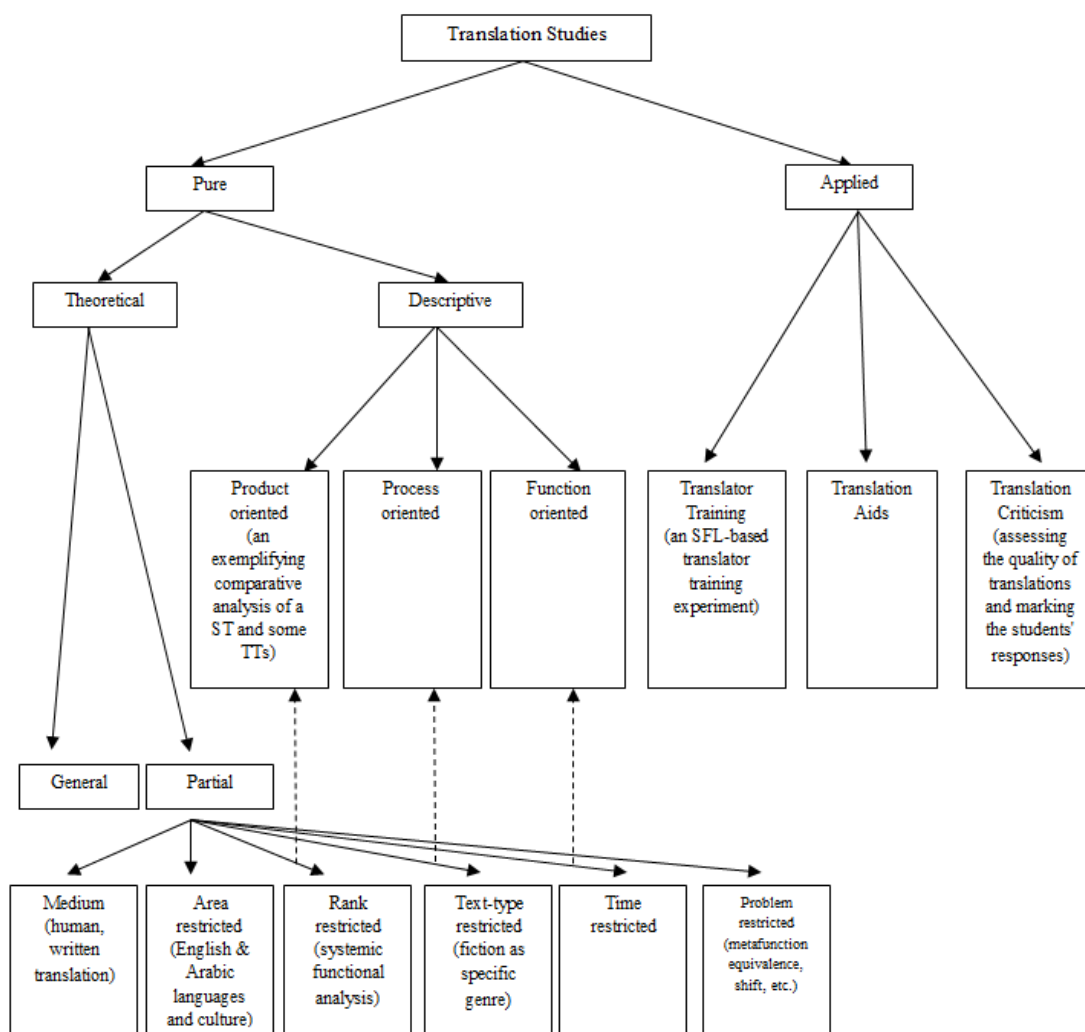 Translation Studies
Pure
Applied
Theoretical
Descriptive
Product
oriented
(an
exemplifying
comparative
analysis of a
ST and some
TTs)
Process
oriented
Function
oriented
Translator
Training
(an SFL-based
translator
training
experiment)
Translation
Aids
Translation
Criticism
(assessing
the quality of
translations
and marking
the students'
responses)
General
Partial
Medium
(human,
written
translation)
Area
restricted
(English &
Arabic
languages
and culture)
Rank
restricted
(systemic
functional
analysis)
Text-type
restricted
(fiction as
specific
genre)
Time
restricted
Problem
restricted
(metafunction
equivalence,
shift, etc.)